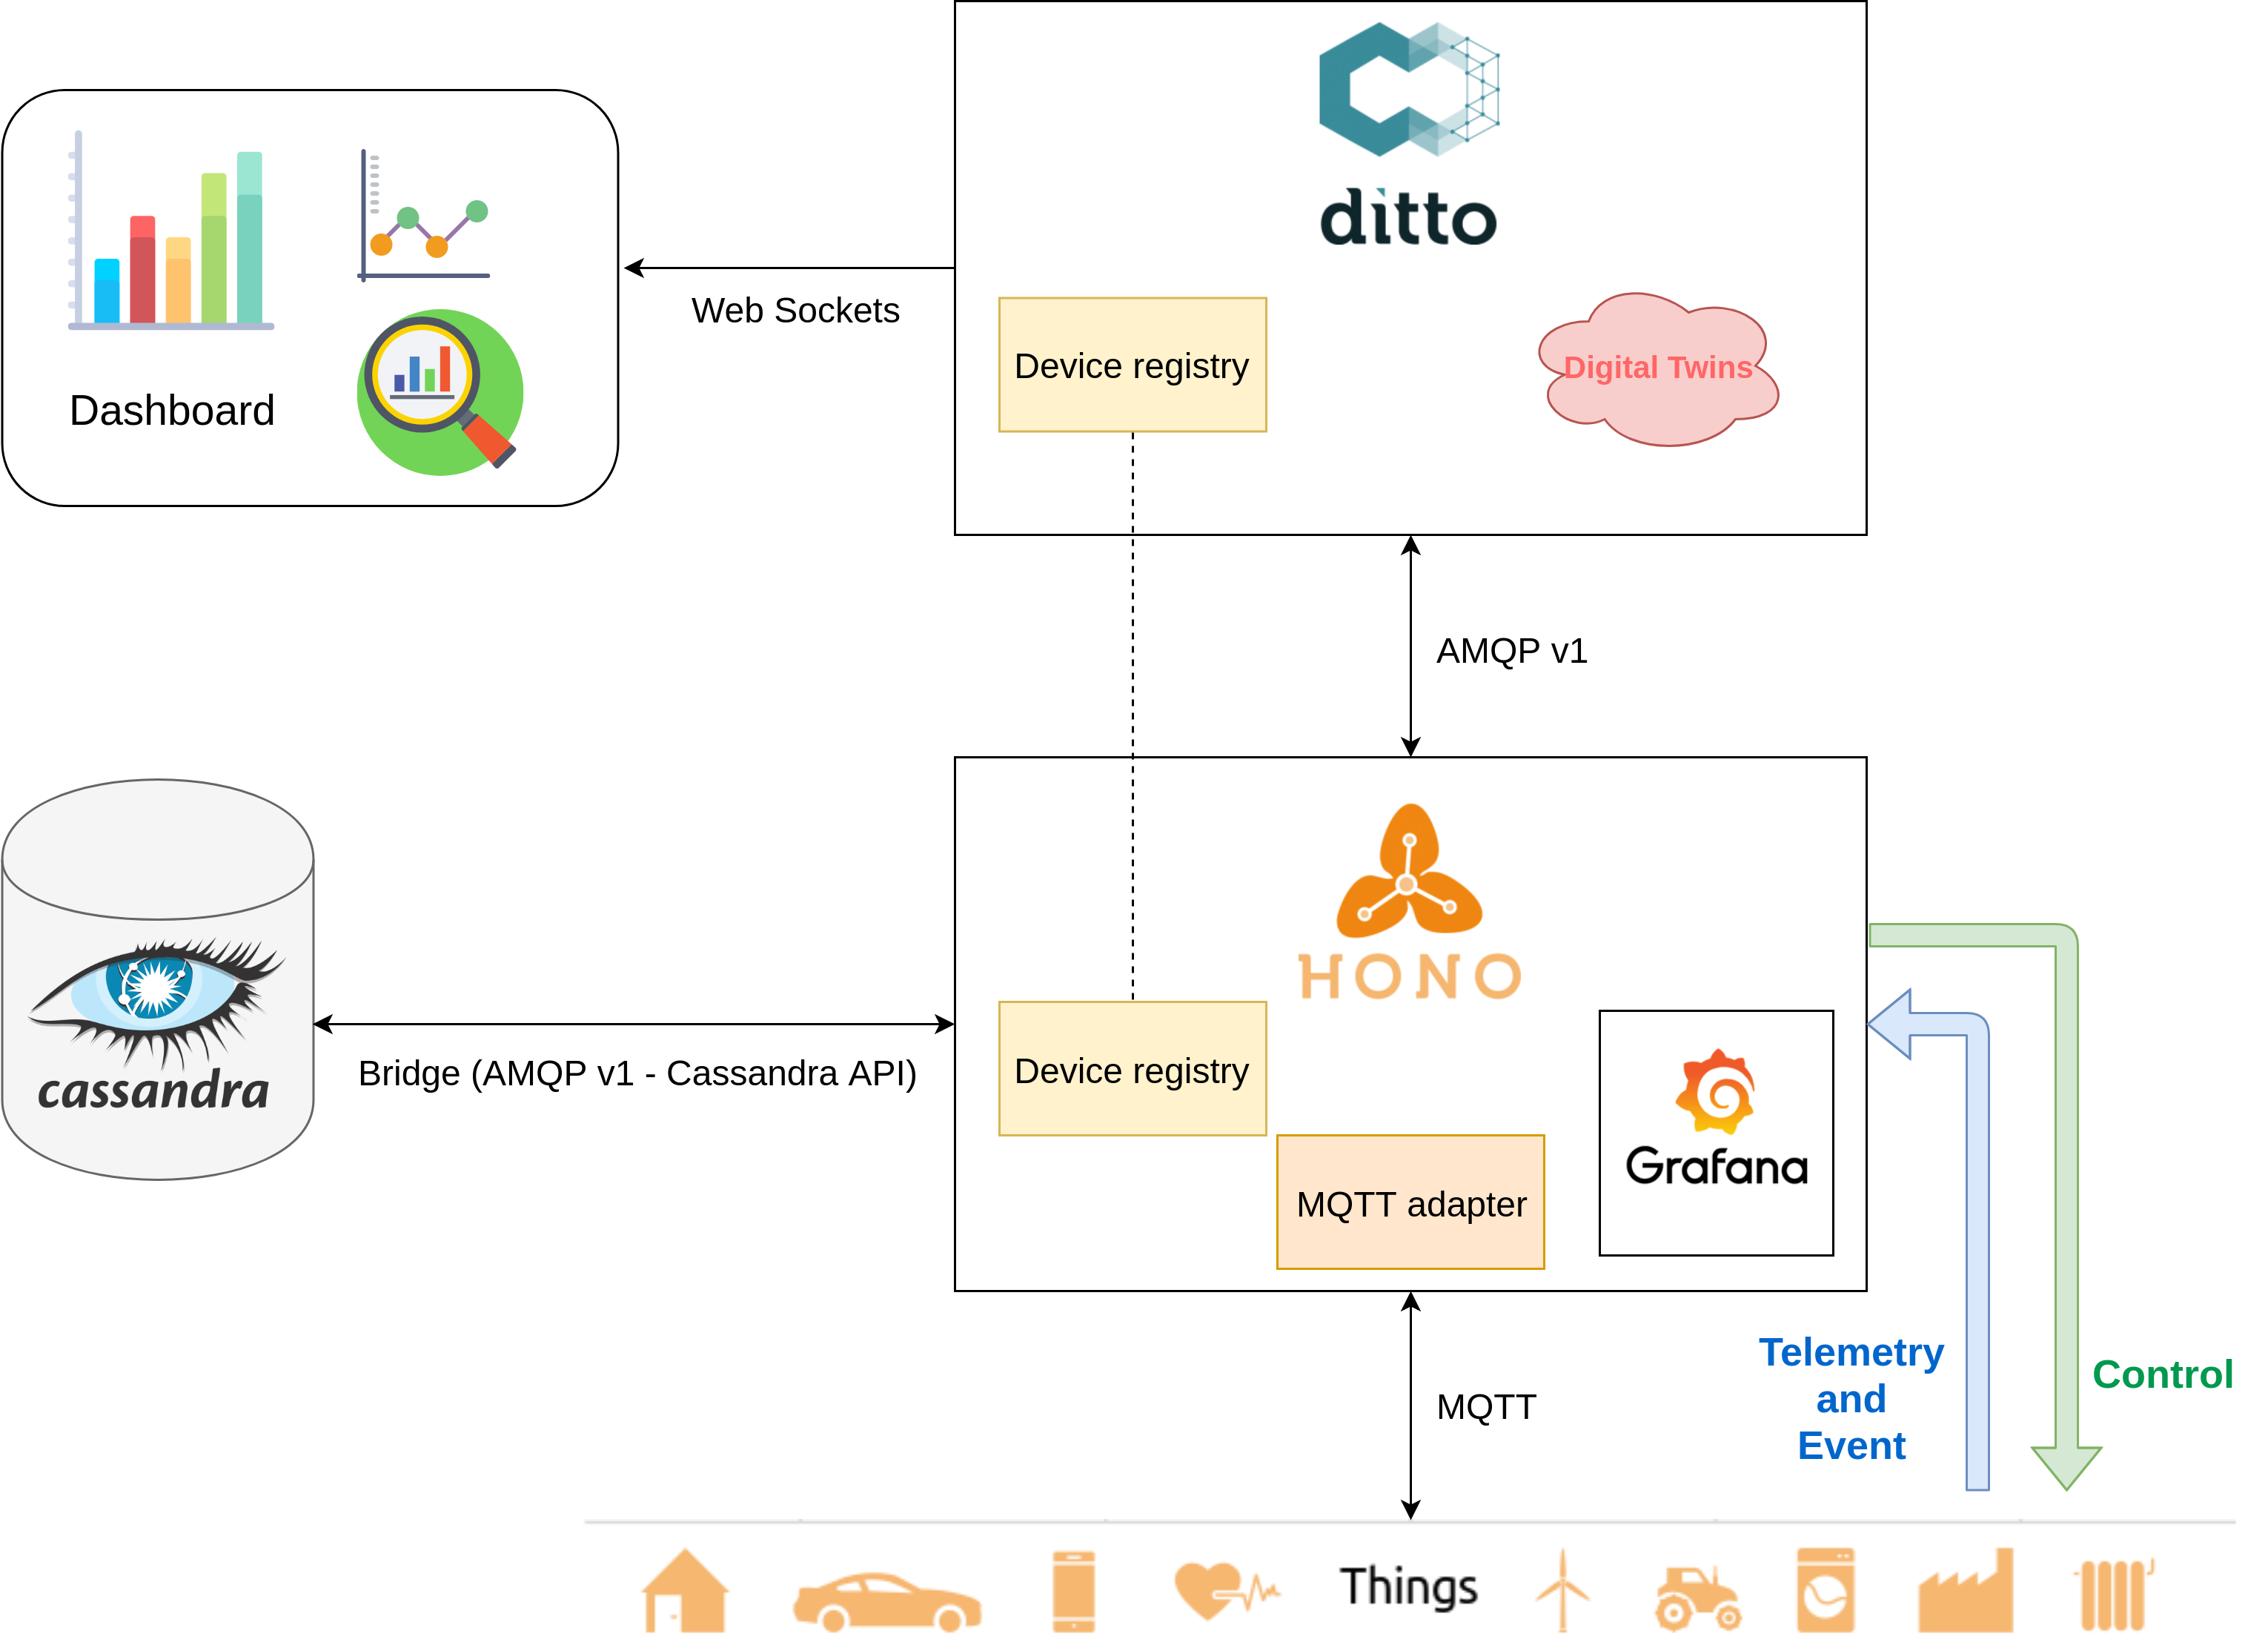 ditto
Device registry
Digital Twins
Web Sockets
Dashboard
AMQP v1
HONO
Device registry
MQTT adapter
Grafana
cassandra
Bridge (AMQP v1 - Cassandra API)
MQTT
Telemetry
and
Event
Control
Things